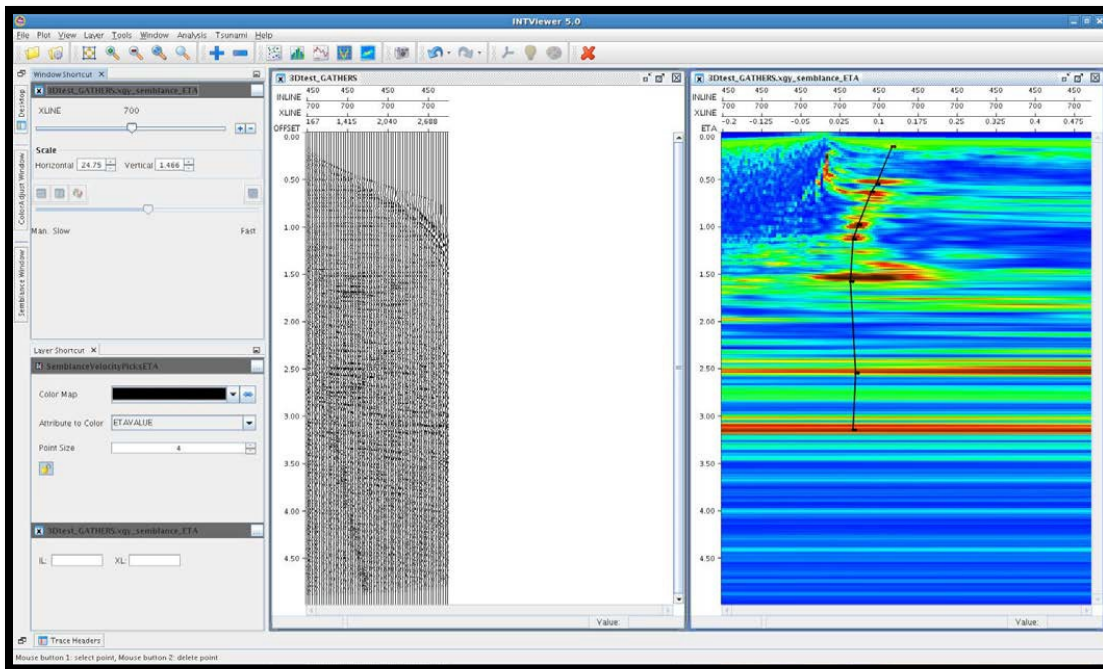 INTViewer 5.0
File Plot View Layer Tools Window Analysis Tsunami Help
Window Shortcut X
3Dtest_GATHERS.xgy_semblance_ETA
XLINE 700
Scale
Horizontal 24.75 Vertical 1.466
Man. Slow Fast
Desktop
ColorAdjust Window
Semblance Window
Layer Shortcut X
SemblanceVelocityPicksETA
Color Map
Attribute to Color ETAVALUE
Point Size 4
3Dtest_GATHERS.xgy_semblance_ETA
IL: XL:
3Dtest_GATHERS
INLINE 450 450 450 450
XLINE 700 700 700 700
OFFSET 167 1,415 2,040 2,688
0.00
0.50
1.00
1.50
2.00
2.50
3.00
3.50
4.00
4.50
Value:
3Dtest_GATHERS.xgy_semblance_ETA
INLINE 450 450 450 450 450
XLINE 700 700 700 700 700 700 700 700 700 700
ETA -0.2 -0.125 -0.05 0.025 0.1 0.175 0.25 0.325 0.4 0.475
0.00
0.50
1.00
1.50
2.00
2.50
3.00
3.50
4.00
4.50
Value:
Trace Headers
Mouse button 1: select point, Mouse button 2: delete point